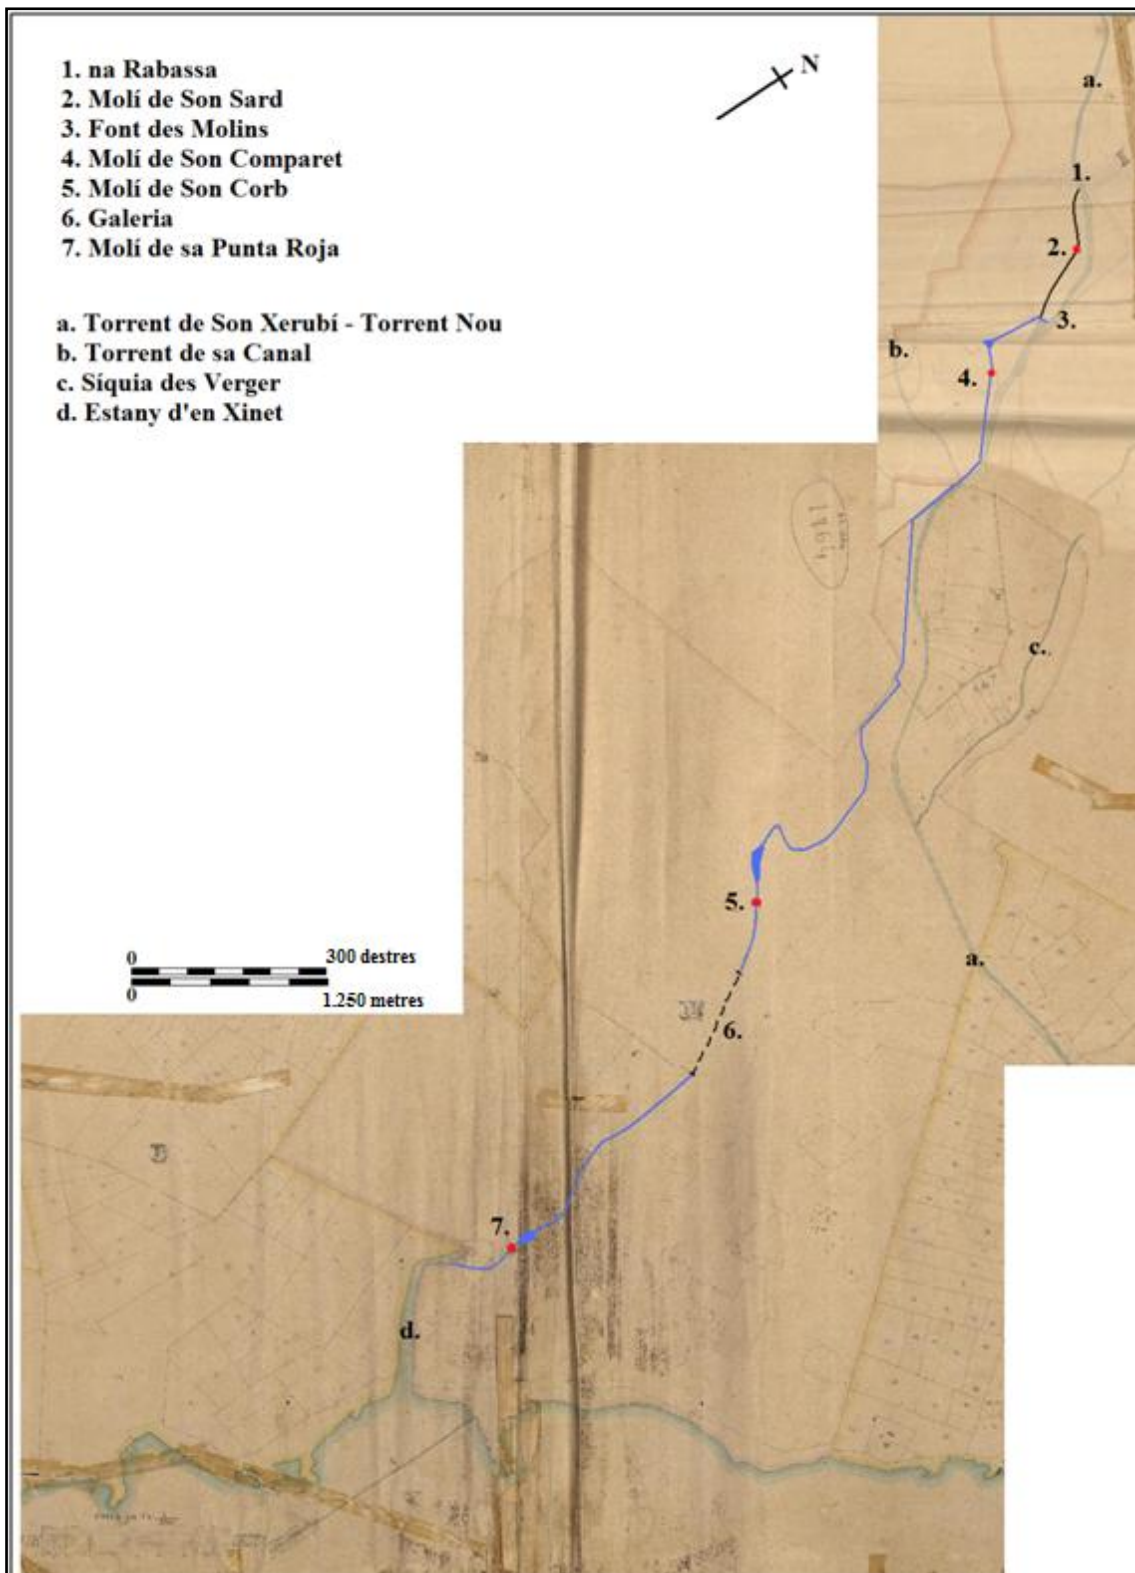 1. na Rabassa
2. Molí de Son Sard
3. Font des Molins
4. Molí de Son Comparet
5. Molí de Son Corb
6. Galeria
7. Molí de sa Punta Roja
a. Torrent de Son Xerubí - Torrent Nou
b. Torrent de sa Canal
c. Síquia des Verger
d. Estany d'en Xinet
N
a.
1.
2.
3.
b.
4.
1164
c.
5.
a.
0 300 destres
0 1.250 metres
6.
7.
d.